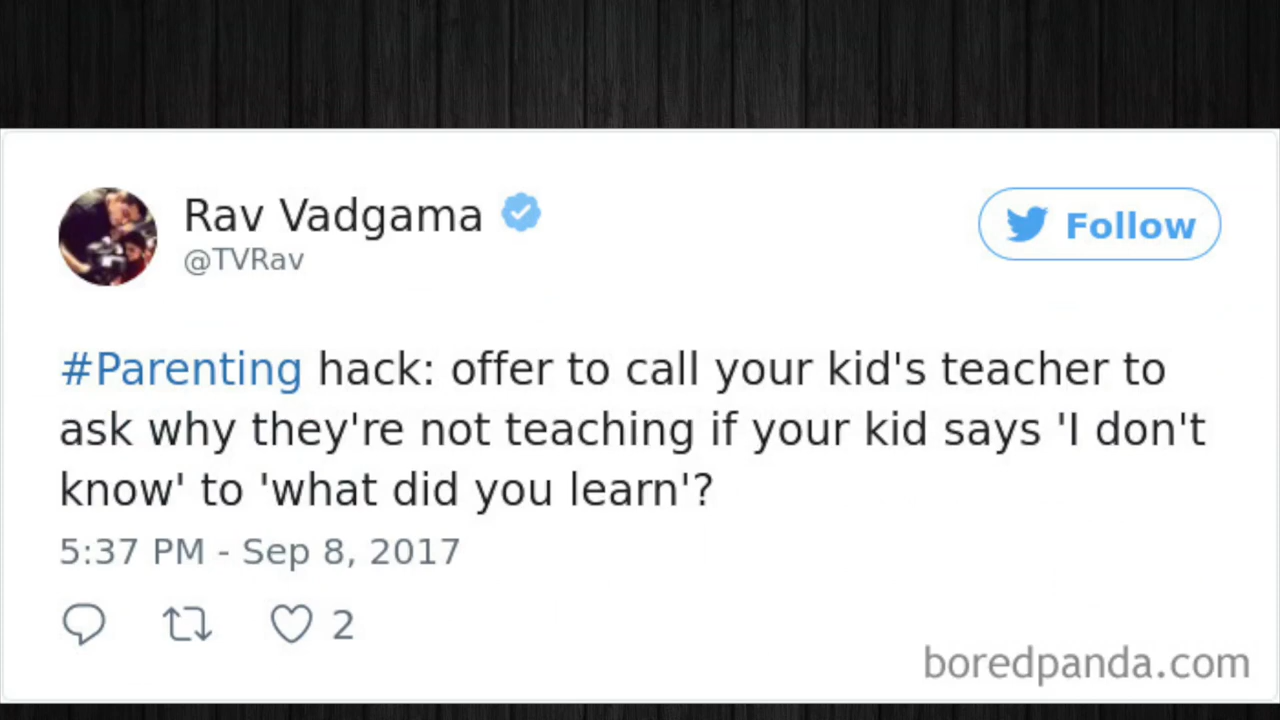 Rav Vadgama
@TVRav
Follow
#Parenting hack: offer to call your kid's teacher to
ask why they're not teaching if your kid says 'I don't
know' to 'what did you learn'?
5:37 PM - Sep 8, 2017
2
boredpanda.com